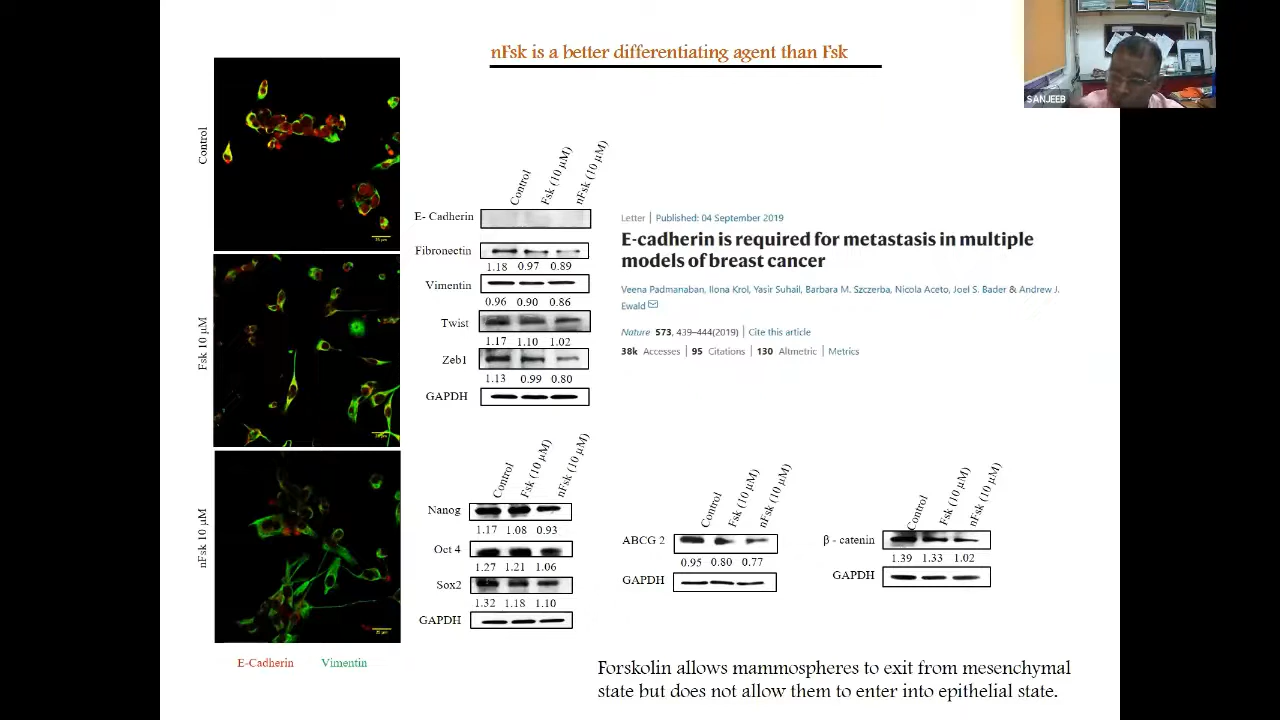 nFsk is a better differentiating agent than Fsk
SANJEEB
Control
Fsk 10 µM
nFsk 10 µM
E-Cadherin Vimentin
Control Fsk (10 µM) nFsk (10 µM)
E- Cadherin
Fibronectin
1.18 0.97 0.89
Vimentin
0.96 0.90 0.86
Twist
1.17 1.10 1.02
Zeb1
1.13 0.99 0.80
GAPDH
Letter | Published: 04 September 2019
E-cadherin is required for metastasis in multiple
models of breast cancer
Veena Padmanaban, Ilona Krol, Yasir Suhail, Barbara M. Szczerba, Nicola Aceto, Joel S. Bader & Andrew J.
Ewald
Nature 573, 439–444(2019) | Cite this article
38k Accesses | 95 Citations | 130 Altmetric | Metrics
Control Fsk (10 µM) nFsk (10 µM)
Nanog
1.17 1.08 0.93
Oct 4
1.27 1.21 1.06
Sox2
1.32 1.18 1.10
GAPDH
Control Fsk (10 µM) nFsk (10 µM)
ABCG 2
0.95 0.80 0.77
GAPDH
Control Fsk (10 µM) nFsk (10 µM)
β - catenin
1.39 1.33 1.02
GAPDH
Forskolin allows mammospheres to exit from mesenchymal
state but does not allow them to enter into epithelial state.